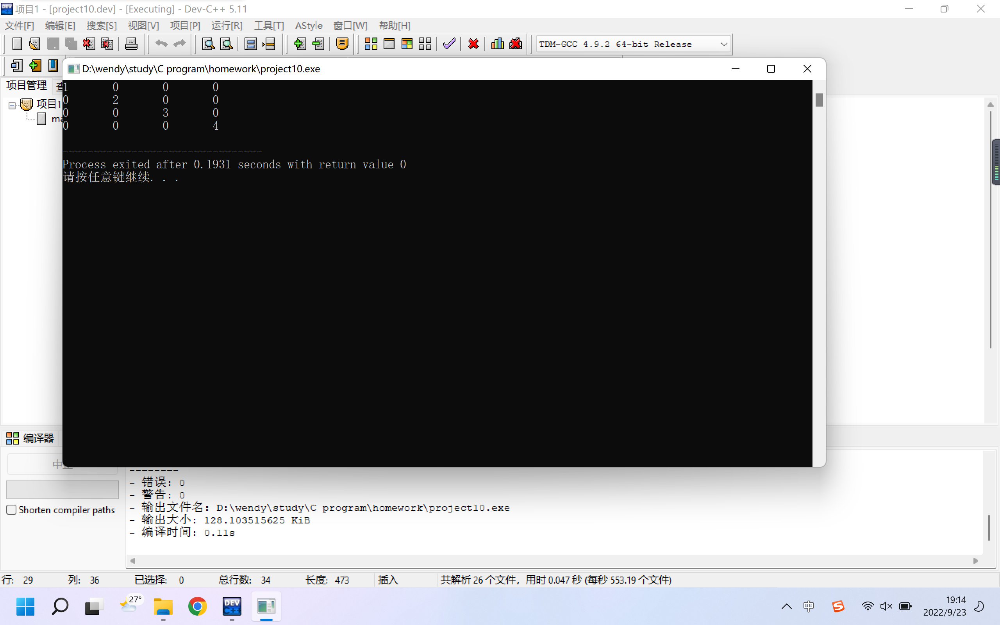 项目1 - [project10.dev] - [Executing] - Dev-C++ 5.11
文件[F] 编辑[E] 搜索[S] 视图[V] 项目[P] 运行[R] 工具[T] AStyle 窗口[W] 帮助[H]
TDM-GCC 4.9.2 64-bit Release
D:\wendy\study\C program\homework\project10.exe
项目管理 查
项目1
ma
1 0 0 0
0 2 0 0
0 0 3 0
0 0 0 4
--------------------------------
Process exited after 0.1931 seconds with return value 0
请按任意键继续. . .
编译器
中止
--------
- 错误: 0
- 警告: 0
- 输出文件名: D:\wendy\study\C program\homework\project10.exe
- 输出大小: 128.103515625 KiB
- 编译时间: 0.11s
Shorten compiler paths
行: 29 列: 36 已选择: 0 总行数: 34 长度: 473 插入 共解析 26 个文件, 用时 0.047 秒 (每秒 553.19 个文件)
27°
DEV C++
中
19:14
2022/9/23